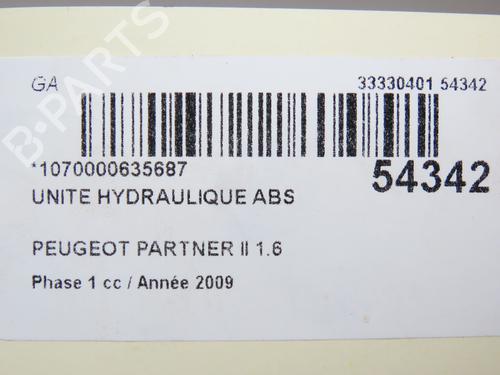 GA 33330401 54342
*1070000635687 54342
UNITE HYDRAULIQUE ABS
PEUGEOT PARTNER II 1.6
Phase 1 cc / Année 2009
B-PARTS